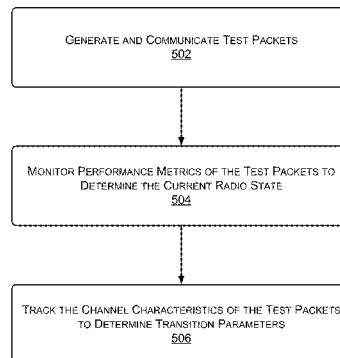 GENERATE AND COMMUNICATE TEST PACKETS
502
MONITOR PERFORMANCE METRICS OF THE TEST PACKETS TO
DETERMINE THE CURRENT RADIO STATE
504
TRACK THE CHANNEL CHARACTERISTICS OF THE TEST PACKETS
TO DETERMINE TRANSITION PARAMETERS
506